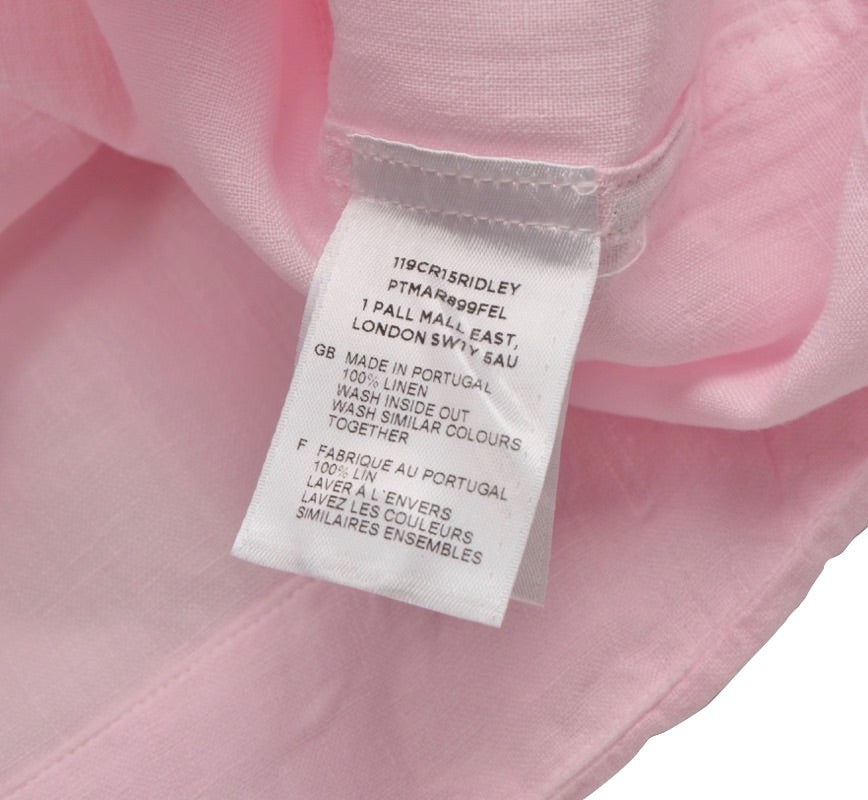 119CR15RIDLEY
PTMAR899FEL
1 PALL MALL EAST,
LONDON SW1Y 5AU
GB MADE IN PORTUGAL
100% LINEN
WASH INSIDE OUT
WASH SIMILAR COLOURS
TOGETHER
F FABRIQUE AU PORTUGAL
100% LIN
LAVER A L'ENVERS
LAVEZ LES COULEURS
SIMILAIRES ENSEMBLES